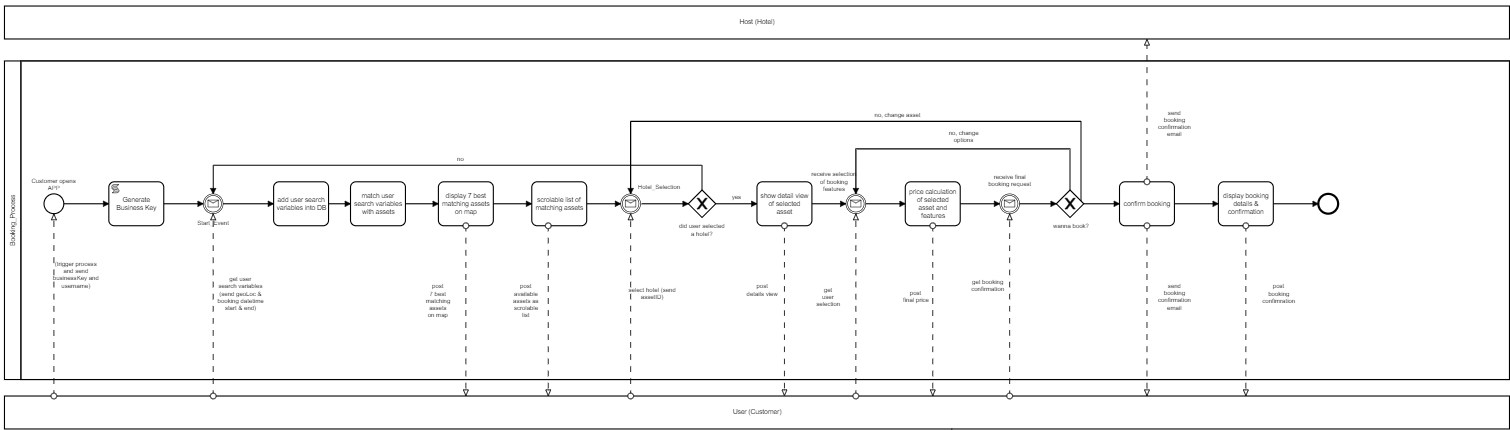 Host (Hotel)
Booking_Process
no, change asset
send
booking
confirmation
email
no, change
options
no
Customer opens
API*
Generate
Business Key
Start_Event
add user search
variables into DB
match user
search variables
with assets
display 7 best
matching assets
on map
scrolable list of
matching assets
Hotel_Selection
did user selected
a hotel?
yes
show detail view
of selected
asset
receive selection
of booking
features
price calculation
of selected
asset and
features
receive final
booking request
wanna book?
confirm booking
display booking
details &
confirmation
(trigger process
and send
businessKey and
username)
get user
search variables
(send geoLoc &
booking datetime
start & end)
post
7 best
matching
assets
on map
post
available
assets as
scrolable
list
select hotel (send
assetID)
post
details view
get
user
selection
post
final price
get booking
confirmation
send
booking
confirmation
email
post
booking
confirmration
User (Customer)